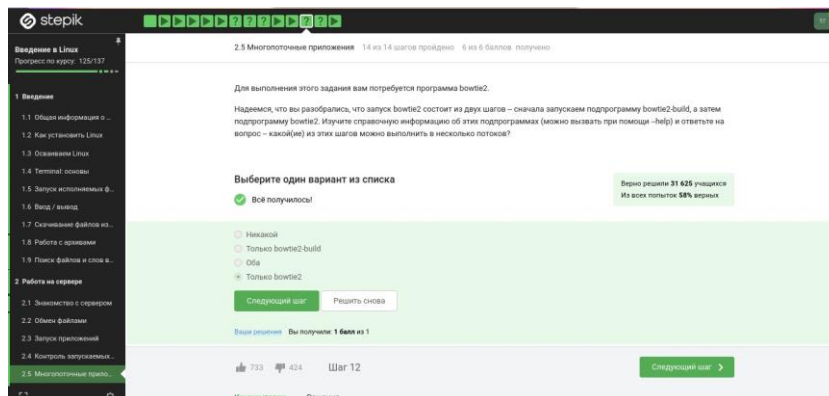 stepik
Введение в Linux
Прогресс по курсу: 125/137
1 Введение
1.1 Общая информация о ...
1.2 Как установить Linux
1.3 Осваиваем Linux
1.4 Terminal: основы
1.5 Запуск исполняемых ф...
1.6 Ввод / вывод
1.7 Скачивание файлов из...
1.8 Работа с архивами
1.9 Поиск файлов и слов в...
2 Работа на сервере
2.1 Знакомство с сервером
2.2 Обмен файлами
2.3 Запуск приложений
2.4 Контроль запускаемых...
2.5 Многопоточные прило...
2.5 Многопоточные приложения 14 из 14 шагов пройдено 6 из 6 баллов получено
Для выполнения этого задания вам потребуется программа bowtie2.
Надеемся, что вы разобрались, что запуск bowtie2 состоит из двух шагов – сначала запускаем подпрограмму bowtie2-build, а затем
подпрограмму bowtie2. Изучите справочную информацию об этих подпрограммах (можно вызвать при помощи --help) и ответьте на
вопрос – какой(ие) из этих шагов можно выполнить в несколько потоков?
Выберите один вариант из списка
Всё получилось!
Верно решили 31 625 учащихся
Из всех попыток 58% верных
Никакой
Только bowtie2-build
Оба
Только bowtie2
Следующий шаг Решить снова
Ваши решения Вы получили: 1 балл из 1
733 424 Шаг 12 Следующий шаг